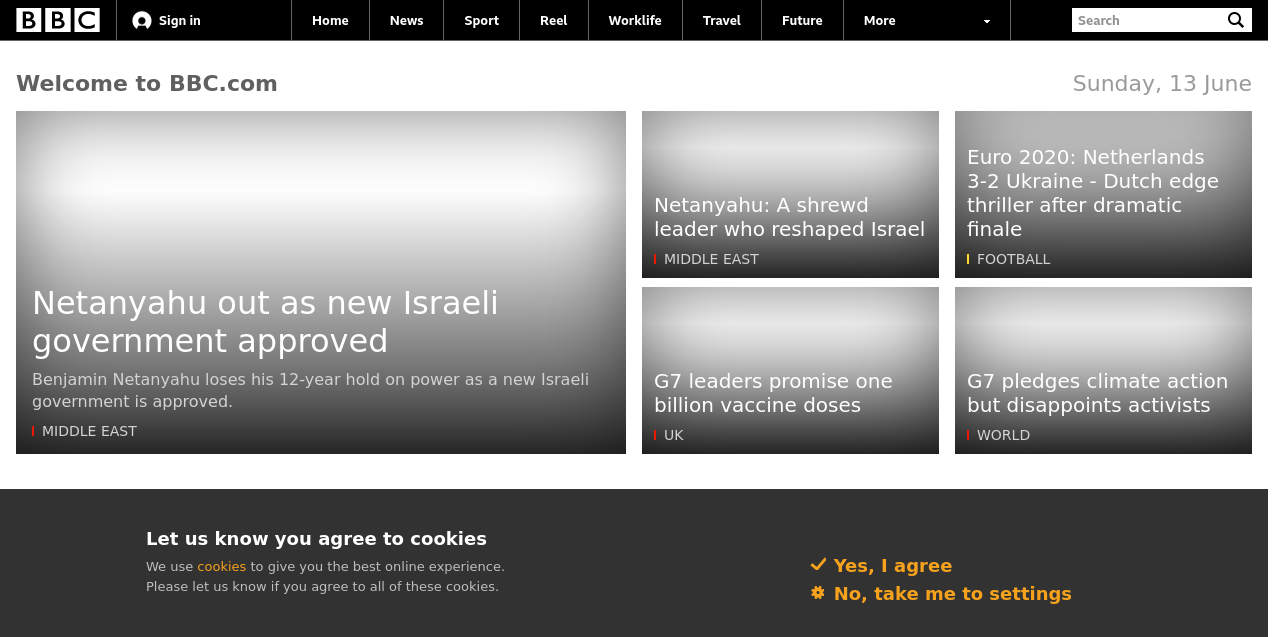 BBC
Sign in
Home
News
Sport
Reel
Worklife
Travel
Future
More
Search
Welcome to BBC.com
Sunday, 13 June
Netanyahu out as new Israeli
government approved
Benjamin Netanyahu loses his 12-year hold on power as a new Israeli
government is approved.
MIDDLE EAST
Netanyahu: A shrewd
leader who reshaped Israel
MIDDLE EAST
Euro 2020: Netherlands
3-2 Ukraine - Dutch edge
thriller after dramatic
finale
FOOTBALL
G7 leaders promise one
billion vaccine doses
UK
G7 pledges climate action
but disappoints activists
WORLD
Let us know you agree to cookies
We use cookies to give you the best online experience.
Please let us know if you agree to all of these cookies.
Yes, I agree
No, take me to settings